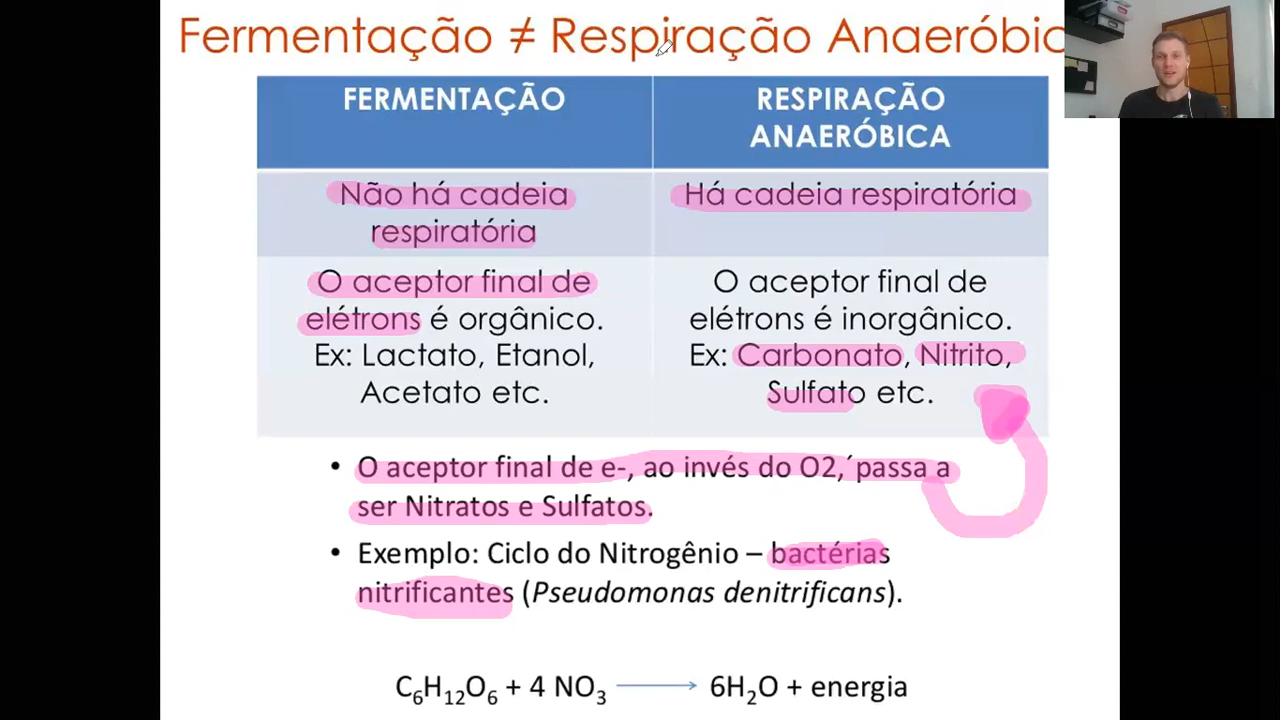 Fermentação ≠ Respiração Anaeróbic
FERMENTAÇÃO
RESPIRAÇÃO
ANAERÓBICA
Não há cadeia
respiratória
Há cadeia respiratória
O aceptor final de
elétrons é orgânico.
Ex: Lactato, Etanol,
Acetato etc.
O aceptor final de
elétrons é inorgânico.
Ex: Carbonato, Nitrito,
Sulfato etc.
• O aceptor final de e-, ao invés do O2,´passa a
ser Nitratos e Sulfatos.
• Exemplo: Ciclo do Nitrogênio – bactérias
nitrificantes (Pseudomonas denitrificans).
C₆H₁₂O₆ + 4 NO₃ → 6H₂O + energia